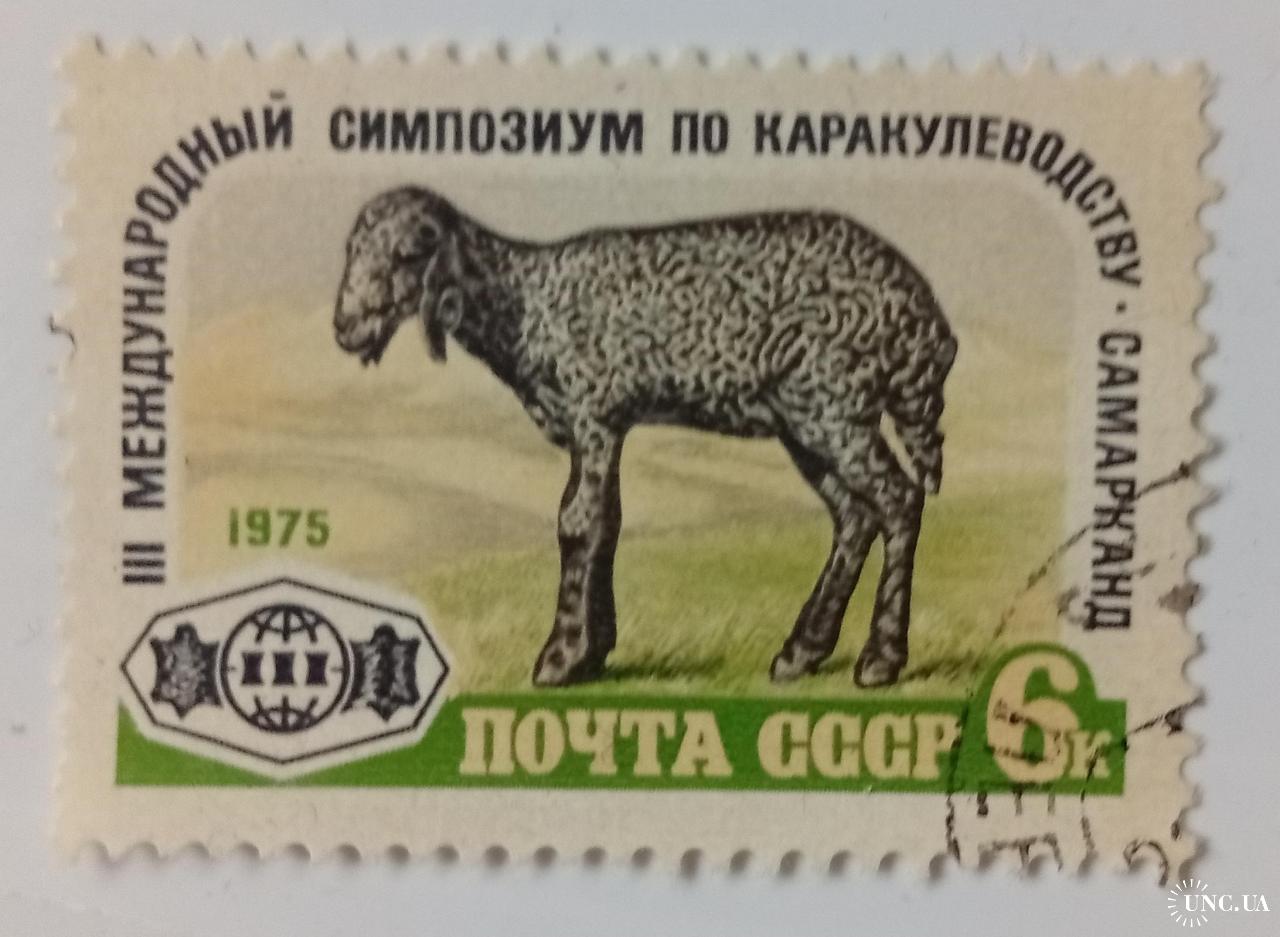 III МЕЖДУНАРОДНЫЙ СИМПОЗИУМ ПО КАРАКУЛЕВОДСТВУ · САМАРКАНД
1975
III
ПОЧТА СССР 6К
UNC.UA